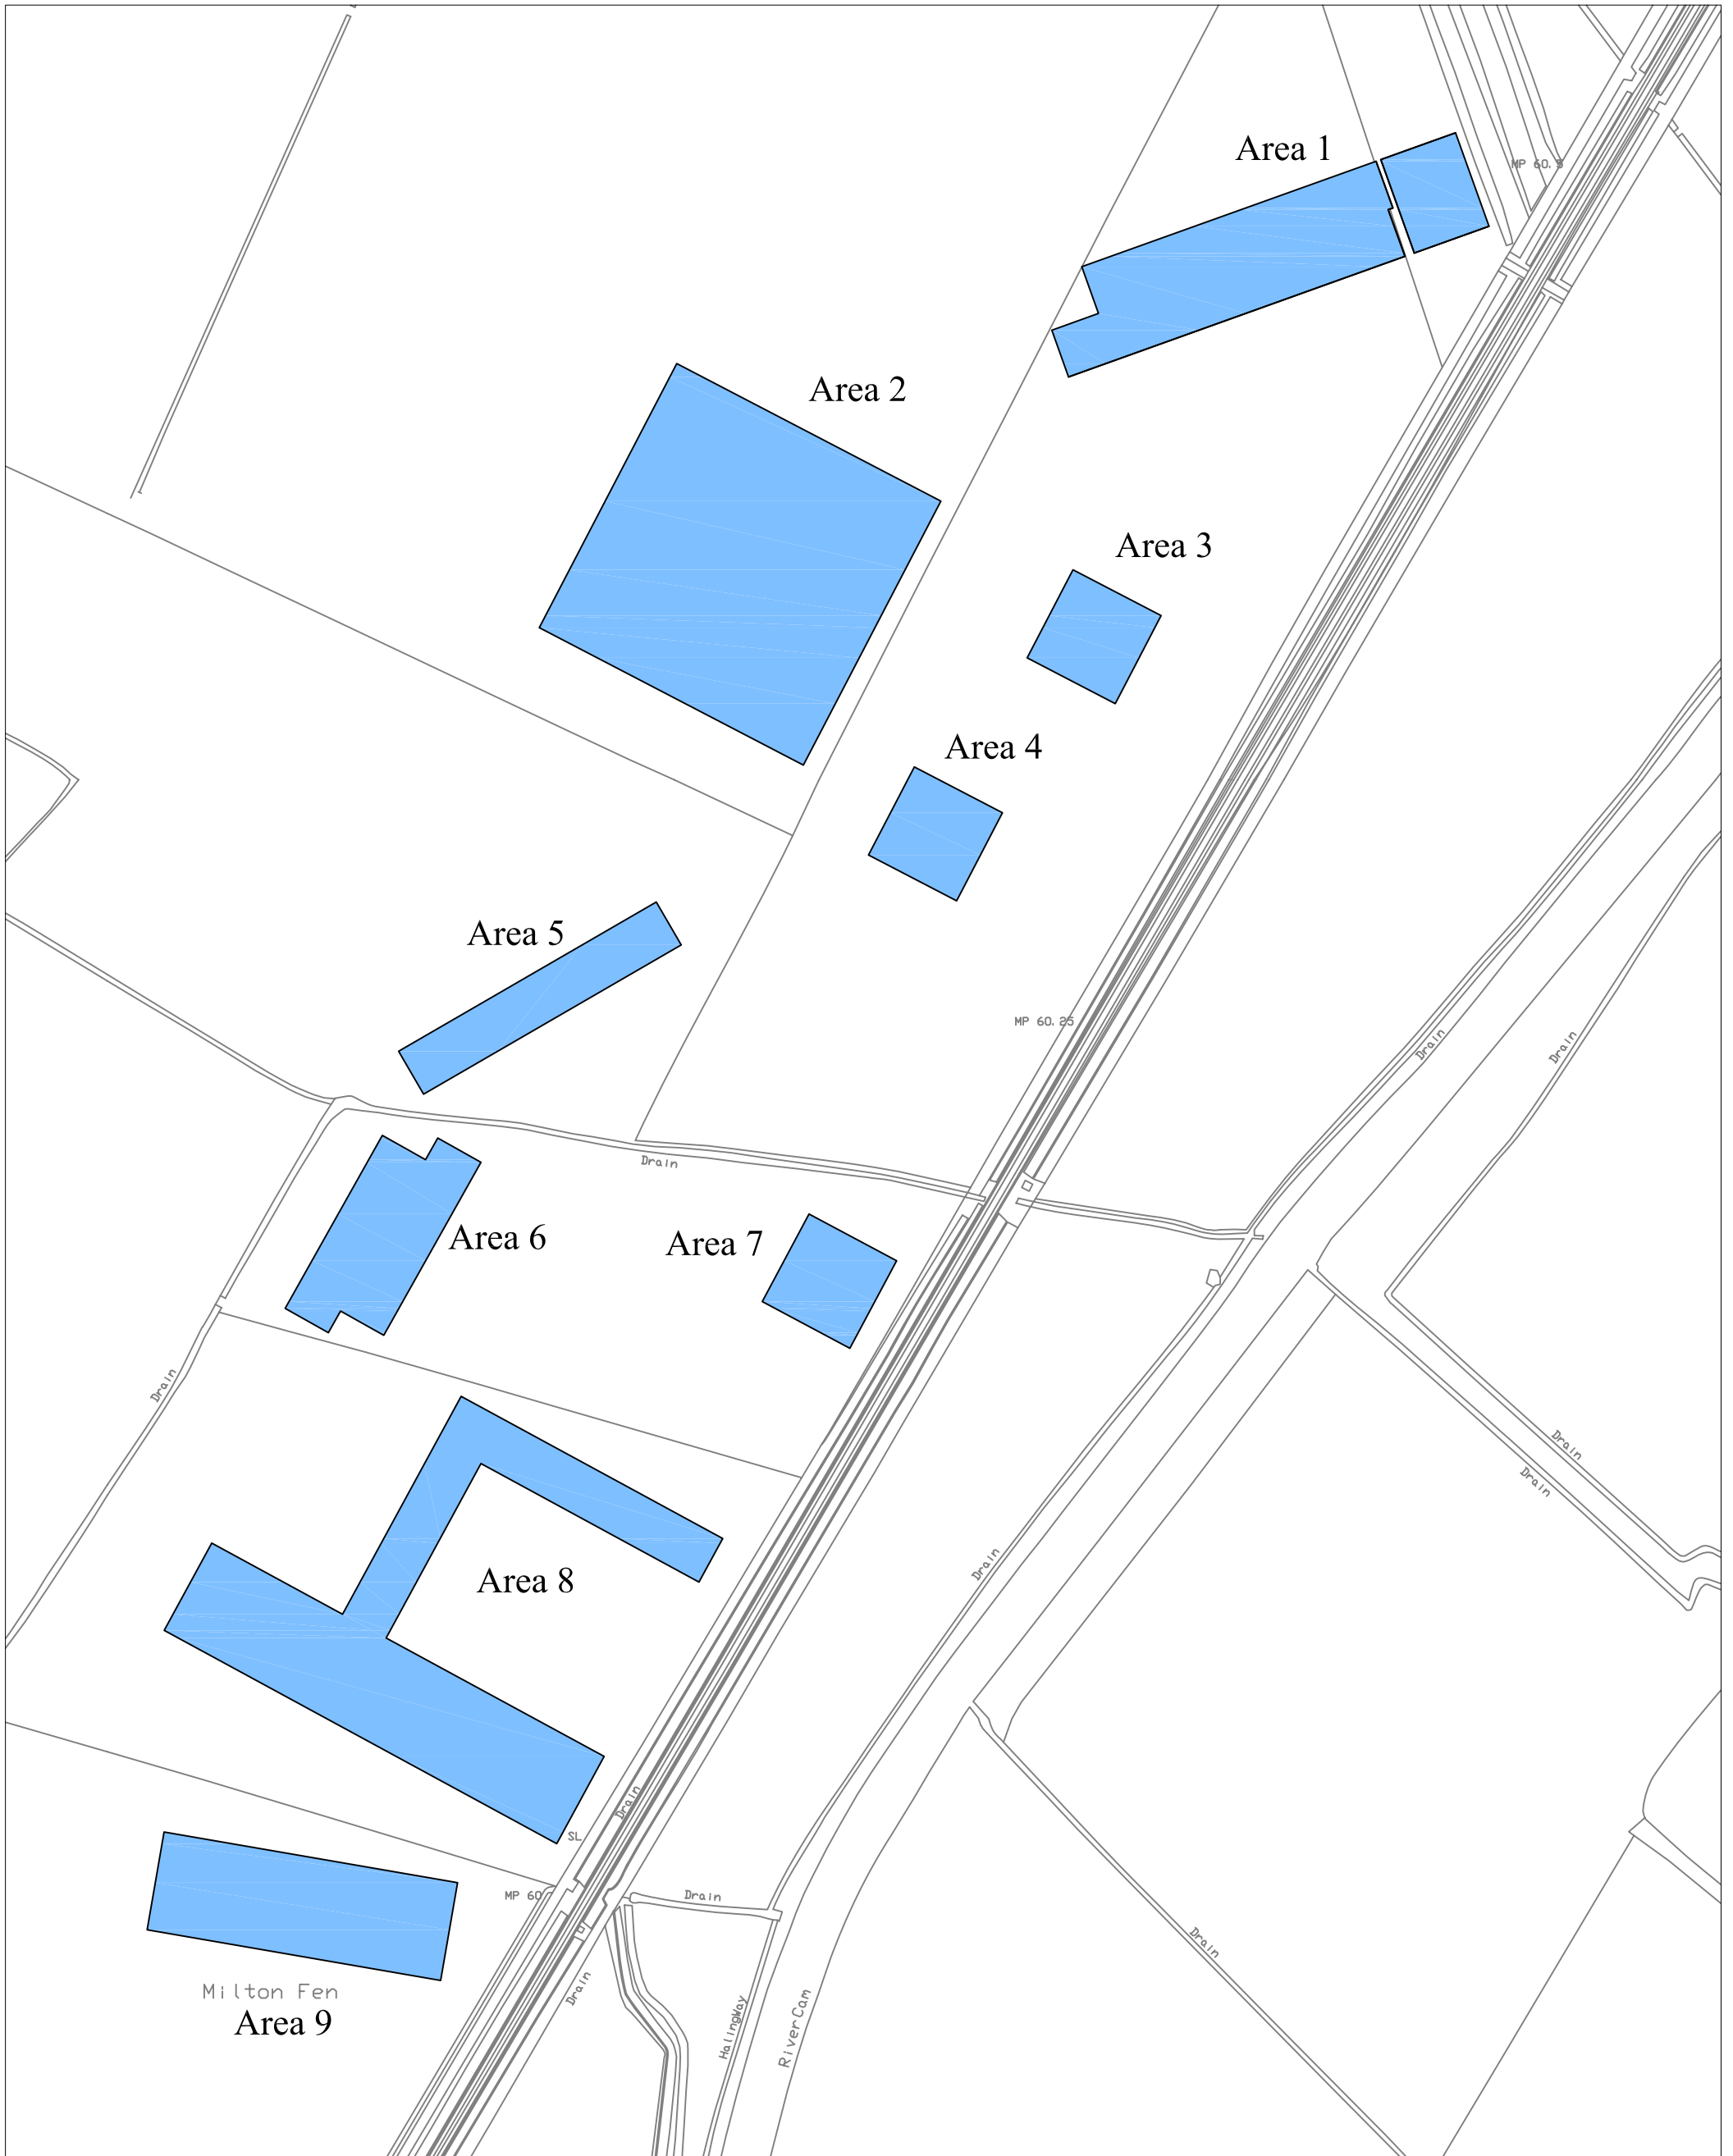 Area 1
MP 60.5
Area 2
Area 3
Area 4
Area 5
MP 60.25
Drain
Drain
Drain
Area 6
Area 7
Drain
Drain
Drain
Area 8
Drain
Drain
SL
MP 60
Drain
Drain
Milton Fen
Area 9
Drain
HalingWay
River Cam